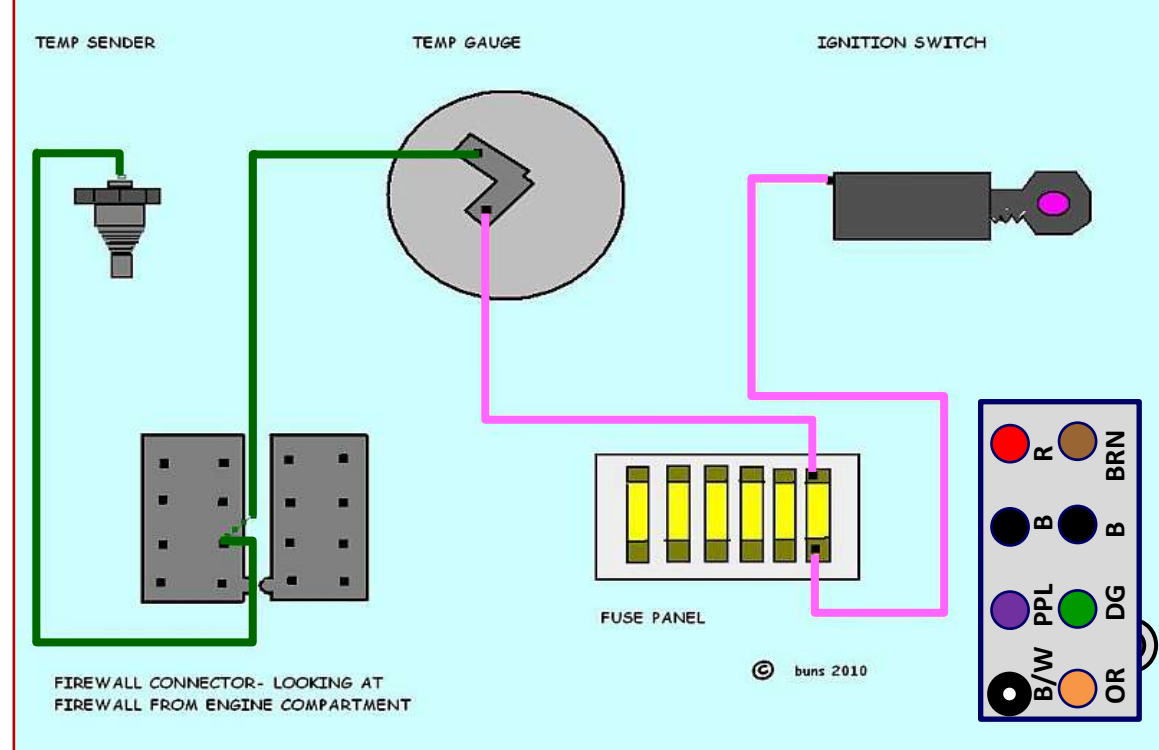 TEMP SENDER
TEMP GAUGE
IGNITION SWITCH
R
BRN
B
B
PPL
DG
B/W
OR
FUSE PANEL
© buns 2010
FIREWALL CONNECTOR- LOOKING AT
FIREWALL FROM ENGINE COMPARTMENT